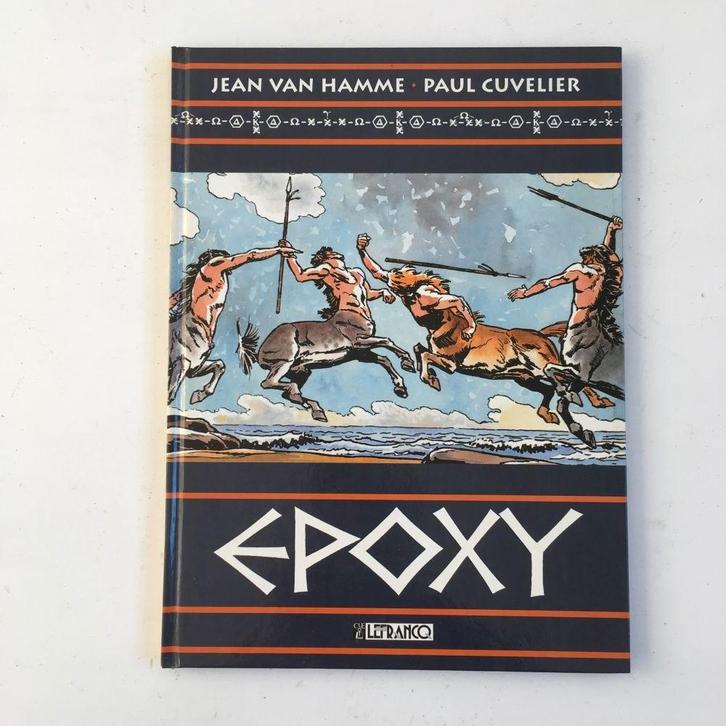 JEAN VAN HAMME · PAUL CUVELIER
EPOXY
LEFRANCQ